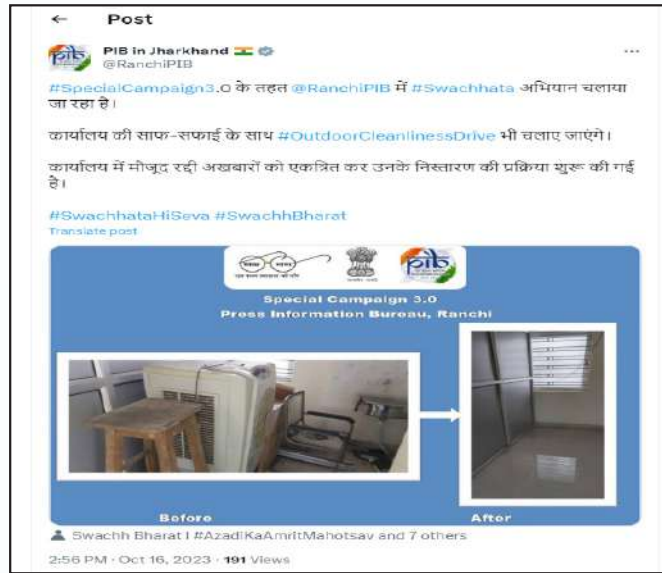 Post
PIB in Jharkhand
@RanchiPIB
#SpecialCampaign3.0 के तहत @RanchiPIB में #Swachhata अभियान चलाया
जा रहा है।
कार्यालय की साफ-सफाई के साथ #OutdoorCleanlinessDrive भी चलाए जाएंगे।
कार्यालय में मोजूद रद्दी अखबारों को एकत्रित कर उनके निस्तारण की प्रक्रिया शुरू की गई
है।
#SwachhataHiSeva #SwachhBharat
Translate post
pib
Special Campaign 3.0
Press Information Bureau, Ranchi
Before After
Swachh Bharat I #AzadiKaAmritMahotsav and 7 others
2:56 PM · Oct 16, 2023 · 191 Views